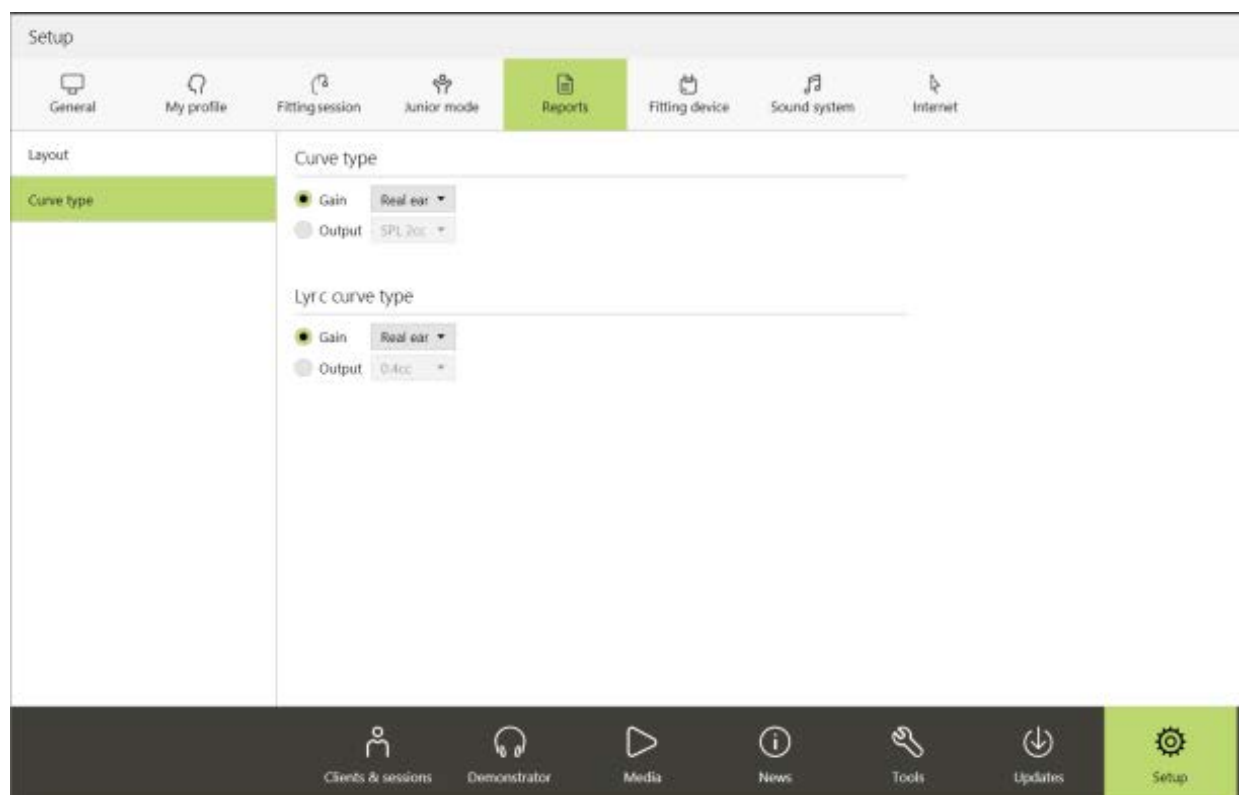 Setup
General My profile Fitting session Junior mode Reports Fitting device Sound system Internet
Layout
Curve type
Curve type
Gain Real ear
Output SPL 2cc
Lyrc curve type
Gain Real ear
Output 0.4cc
Clients & sessions Demonstrator Media News Tools Updates Setup